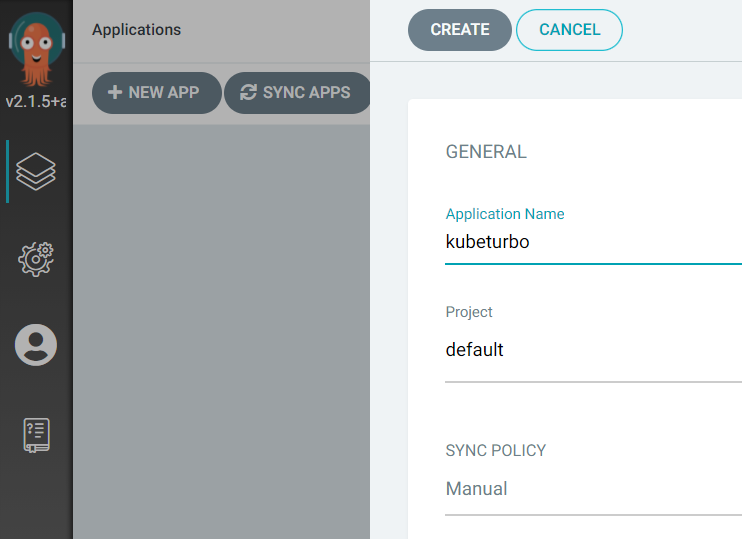 v2.1.5+a
Applications
NEW APP
SYNC APPS
CREATE
CANCEL
GENERAL
Application Name
kubeturbo
Project
default
SYNC POLICY
Manual